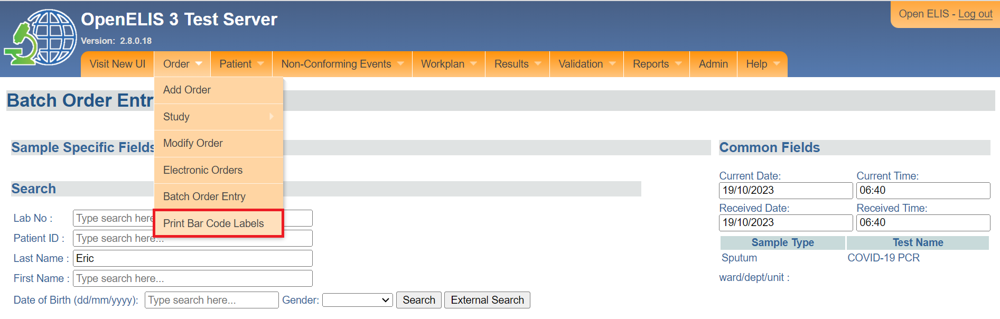 OpenELIS 3 Test Server
Open ELIS - Log out
Version: 2.8.0.18
Visit New UI Order Patient Non-Conforming Events Workplan Results Validation Reports Admin Help
Add Order
Study
Modify Order
Electronic Orders
Batch Order Entry
Print Bar Code Labels
Batch Order Entr
Sample Specific Fields
Search
Lab No : Type search here
Patient ID : Type search here...
Last Name : Eric
First Name : Type search here...
Date of Birth (dd/mm/yyyy): Type search here... Gender: Search External Search
Common Fields
Current Date: Current Time:
19/10/2023 06:40
Received Date: Received Time:
19/10/2023 06:40
Sample Type Test Name
Sputum COVID-19 PCR
ward/dept/unit :